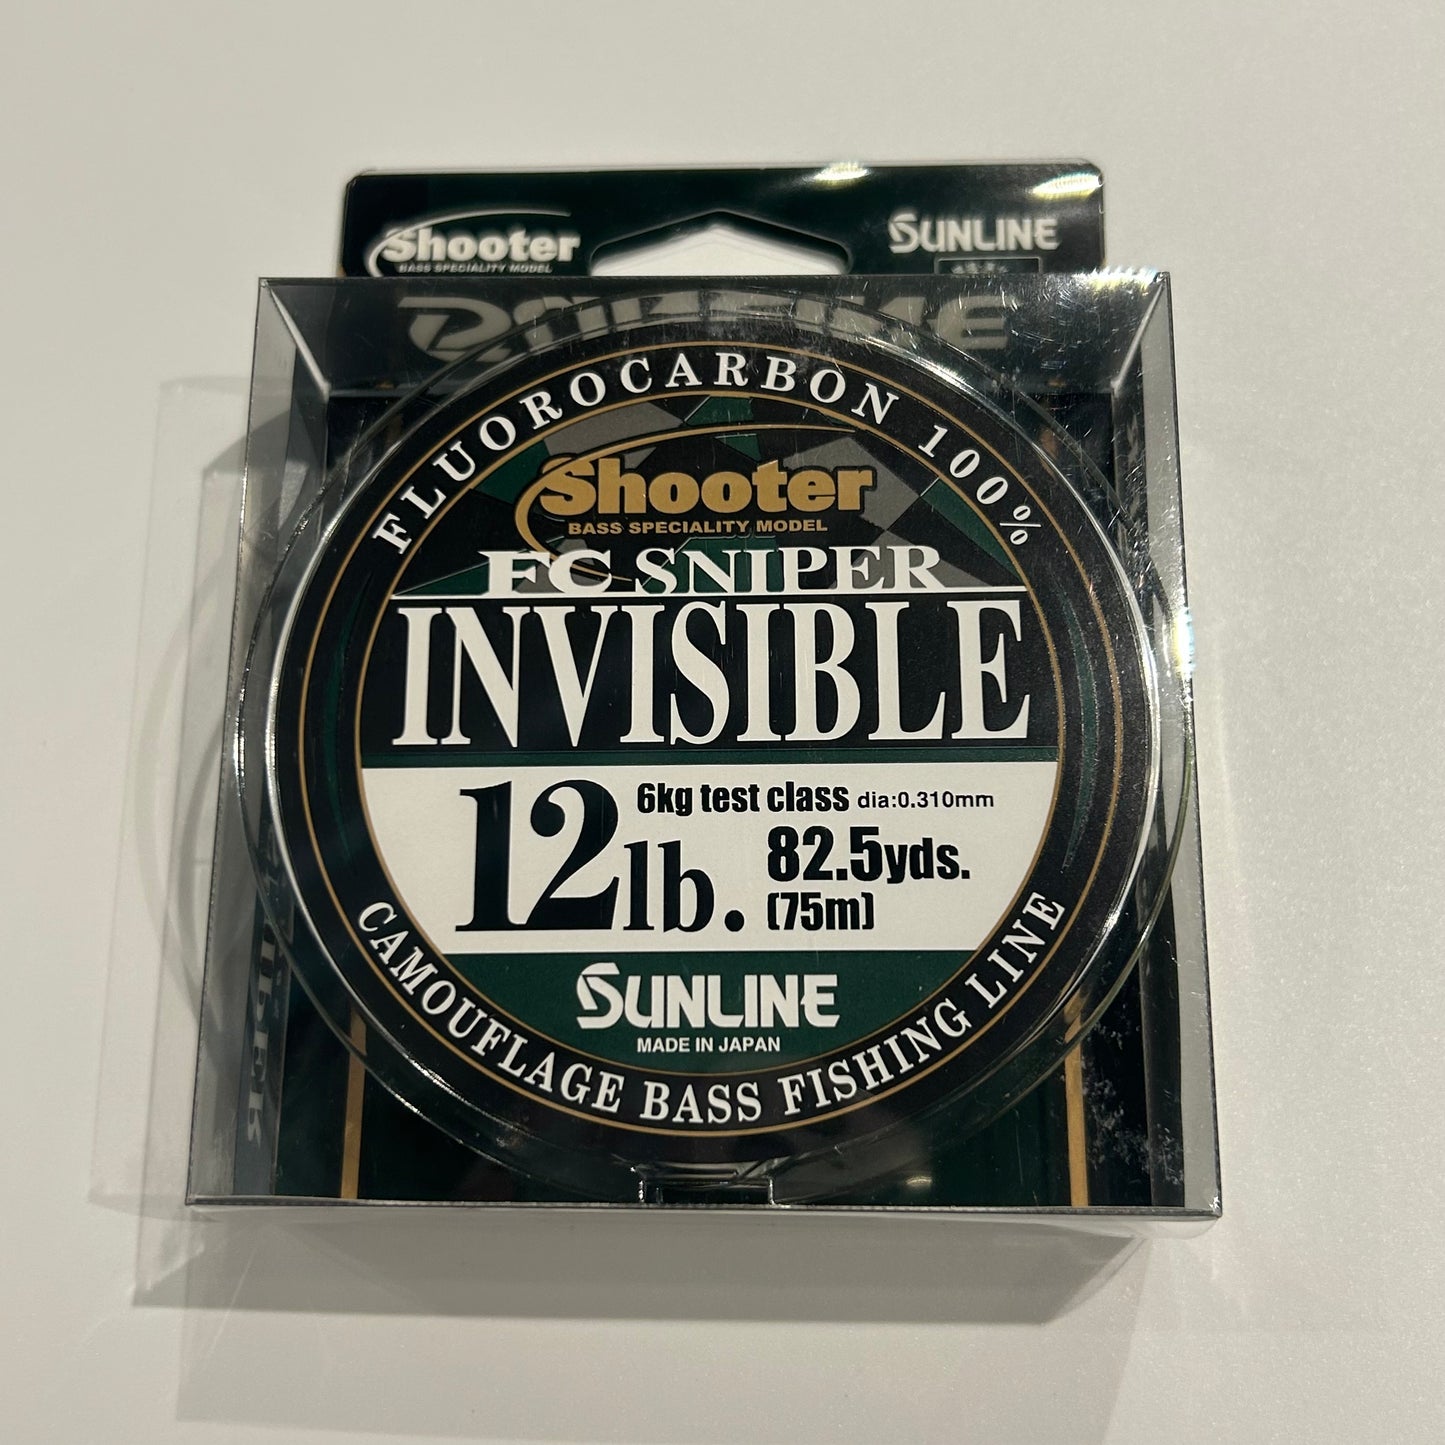 Shooter
BASS SPECIALITY MODEL
SUNLINE
FLUOROCARBON 100%
Shooter
BASS SPECIALITY MODEL
FC SNIPER
INVISIBLE
12lb.
6kg test class dia:0.310mm
82.5yds.
(75m)
SUNLINE
MADE IN JAPAN
CAMOUFLAGE BASS FISHING LINE